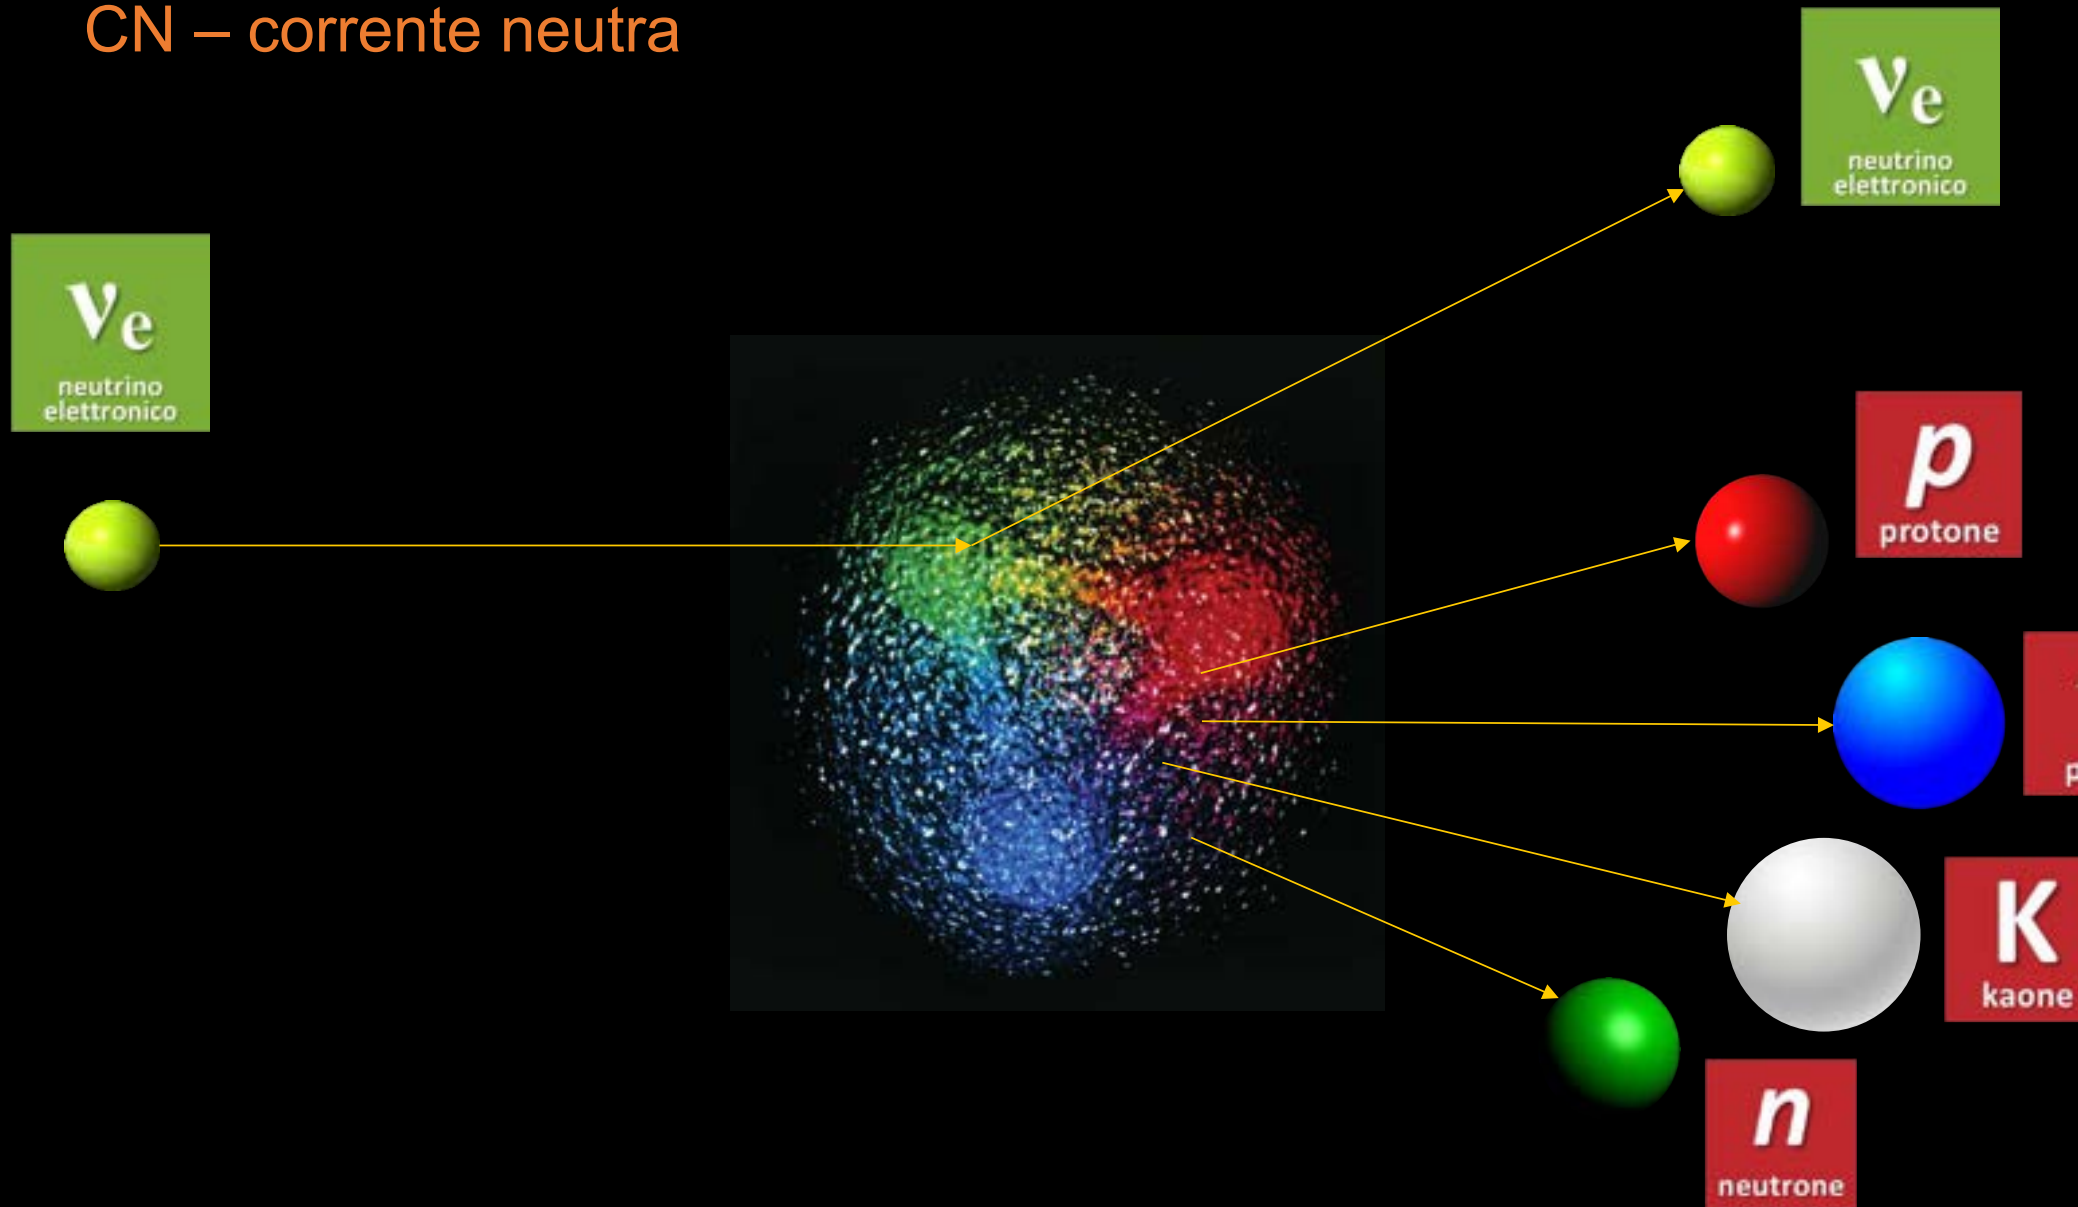 CN – corrente neutra
νe
neutrino
elettronico
νe
neutrino
elettronico
p
protone
K
kaone
n
neutrone